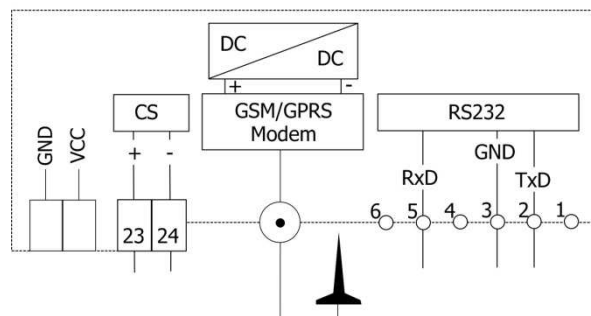 DC
DC
+ -
CS
GSM/GPRS
Modem
RS232
GND
VCC
+ -
RxD
GND
TxD
6 5 4 3 2 1
23 24